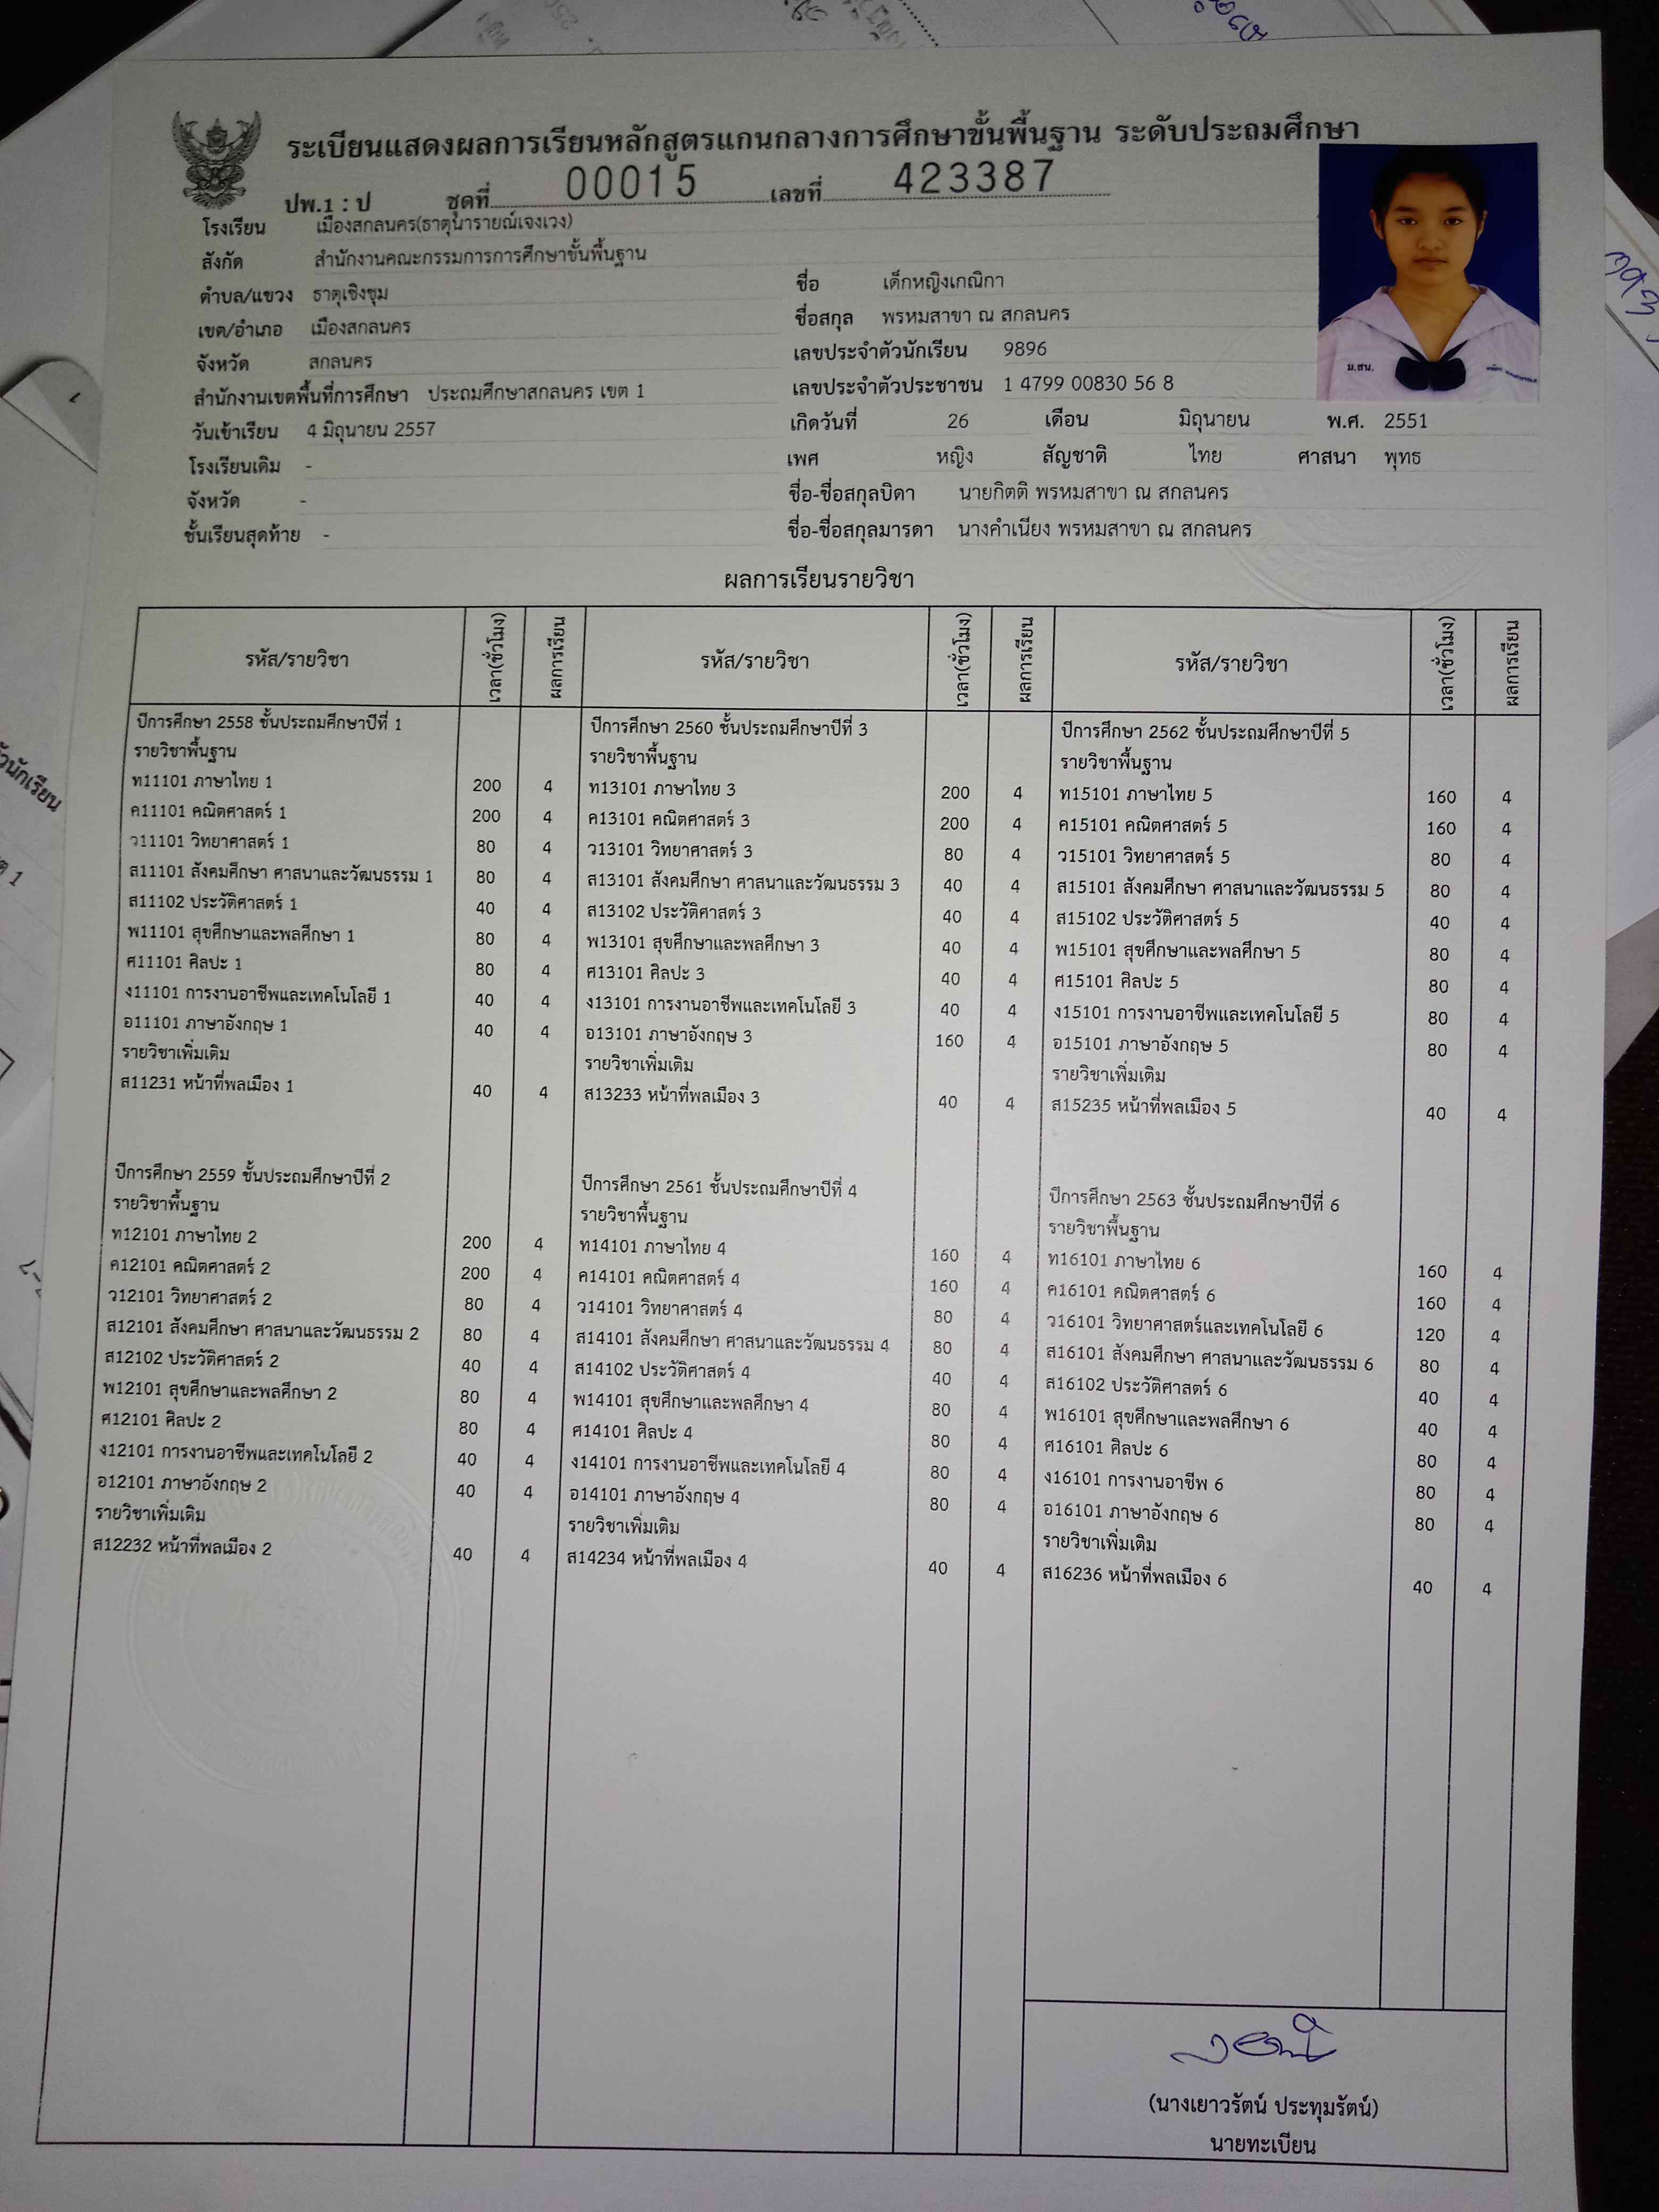 ระเบียนแสดงผลการเรียนหลักสูตรแกนกลางการศึกษาขั้นพื้นฐาน ระดับประถมศึกษา
ปพ.1 : ป ชุดที่ 00015 เลขที่ 423387
โรงเรียน เมืองสกลนคร(ธาตุนารายณ์เจงเวง)
สังกัด สำนักงานคณะกรรมการการศึกษาขั้นพื้นฐาน
ตำบล/แขวง ธาตุเชิงชุม
เขต/อำเภอ เมืองสกลนคร
จังหวัด สกลนคร
สำนักงานเขตพื้นที่การศึกษา ประถมศึกษาสกลนคร เขต 1
วันเข้าเรียน 4 มิถุนายน 2557
โรงเรียนเดิม -
จังหวัด -
ชั้นเรียนสุดท้าย -
ชื่อ เด็กหญิงเกณิกา
ชื่อสกุล พรหมสาขา ณ สกลนคร
เลขประจำตัวนักเรียน 9896
เลขประจำตัวประชาชน 1 4799 00830 56 8
เกิดวันที่ 26 เดือน มิถุนายน พ.ศ. 2551
เพศ หญิง สัญชาติ ไทย ศาสนา พุทธ
ชื่อ-ชื่อสกุลบิดา นายกิตติ พรหมสาขา ณ สกลนคร
ชื่อ-ชื่อสกุลมารดา นางคำเนียง พรหมสาขา ณ สกลนคร
ม.สน.
ผลการเรียนรายวิชา
รหัส/รายวิชา เวลา(ชั่วโมง) ผลการเรียน
ปีการศึกษา 2558 ชั้นประถมศึกษาปีที่ 1
รายวิชาพื้นฐาน
ท11101 ภาษาไทย 1 200 4
ค11101 คณิตศาสตร์ 1 200 4
ว11101 วิทยาศาสตร์ 1 80 4
ส11101 สังคมศึกษา ศาสนาและวัฒนธรรม 1 80 4
ส11102 ประวัติศาสตร์ 1 40 4
พ11101 สุขศึกษาและพลศึกษา 1 80 4
ศ11101 ศิลปะ 1 80 4
ง11101 การงานอาชีพและเทคโนโลยี 1 40 4
อ11101 ภาษาอังกฤษ 1 40 4
รายวิชาเพิ่มเติม
ส11231 หน้าที่พลเมือง 1 40 4
ปีการศึกษา 2559 ชั้นประถมศึกษาปีที่ 2
รายวิชาพื้นฐาน
ท12101 ภาษาไทย 2 200 4
ค12101 คณิตศาสตร์ 2 200 4
ว12101 วิทยาศาสตร์ 2 80 4
ส12101 สังคมศึกษา ศาสนาและวัฒนธรรม 2 80 4
ส12102 ประวัติศาสตร์ 2 40 4
พ12101 สุขศึกษาและพลศึกษา 2 80 4
ศ12101 ศิลปะ 2 80 4
ง12101 การงานอาชีพและเทคโนโลยี 2 40 4
อ12101 ภาษาอังกฤษ 2 40 4
รายวิชาเพิ่มเติม
ส12232 หน้าที่พลเมือง 2 40 4
รหัส/รายวิชา เวลา(ชั่วโมง) ผลการเรียน
ปีการศึกษา 2560 ชั้นประถมศึกษาปีที่ 3
รายวิชาพื้นฐาน
ท13101 ภาษาไทย 3 200 4
ค13101 คณิตศาสตร์ 3 200 4
ว13101 วิทยาศาสตร์ 3 80 4
ส13101 สังคมศึกษา ศาสนาและวัฒนธรรม 3 40 4
ส13102 ประวัติศาสตร์ 3 40 4
พ13101 สุขศึกษาและพลศึกษา 3 40 4
ศ13101 ศิลปะ 3 40 4
ง13101 การงานอาชีพและเทคโนโลยี 3 40 4
อ13101 ภาษาอังกฤษ 3 160 4
รายวิชาเพิ่มเติม
ส13233 หน้าที่พลเมือง 3 40 4
ปีการศึกษา 2561 ชั้นประถมศึกษาปีที่ 4
รายวิชาพื้นฐาน
ท14101 ภาษาไทย 4 160 4
ค14101 คณิตศาสตร์ 4 160 4
ว14101 วิทยาศาสตร์ 4 80 4
ส14101 สังคมศึกษา ศาสนาและวัฒนธรรม 4 80 4
ส14102 ประวัติศาสตร์ 4 40 4
พ14101 สุขศึกษาและพลศึกษา 4 80 4
ศ14101 ศิลปะ 4 80 4
ง14101 การงานอาชีพและเทคโนโลยี 4 80 4
อ14101 ภาษาอังกฤษ 4 80 4
รายวิชาเพิ่มเติม
ส14234 หน้าที่พลเมือง 4 40 4
รหัส/รายวิชา เวลา(ชั่วโมง) ผลการเรียน
ปีการศึกษา 2562 ชั้นประถมศึกษาปีที่ 5
รายวิชาพื้นฐาน
ท15101 ภาษาไทย 5 160 4
ค15101 คณิตศาสตร์ 5 160 4
ว15101 วิทยาศาสตร์ 5 80 4
ส15101 สังคมศึกษา ศาสนาและวัฒนธรรม 5 80 4
ส15102 ประวัติศาสตร์ 5 40 4
พ15101 สุขศึกษาและพลศึกษา 5 80 4
ศ15101 ศิลปะ 5 80 4
ง15101 การงานอาชีพและเทคโนโลยี 5 80 4
อ15101 ภาษาอังกฤษ 5 80 4
รายวิชาเพิ่มเติม
ส15235 หน้าที่พลเมือง 5 40 4
ปีการศึกษา 2563 ชั้นประถมศึกษาปีที่ 6
รายวิชาพื้นฐาน
ท16101 ภาษาไทย 6 160 4
ค16101 คณิตศาสตร์ 6 160 4
ว16101 วิทยาศาสตร์และเทคโนโลยี 6 120 4
ส16101 สังคมศึกษา ศาสนาและวัฒนธรรม 6 80 4
ส16102 ประวัติศาสตร์ 6 40 4
พ16101 สุขศึกษาและพลศึกษา 6 40 4
ศ16101 ศิลปะ 6 80 4
ง16101 การงานอาชีพ 6 80 4
อ16101 ภาษาอังกฤษ 6 80 4
รายวิชาเพิ่มเติม
ส16236 หน้าที่พลเมือง 6 40 4
(นางเยาวรัตน์ ประทุมรัตน์)
นายทะเบียน